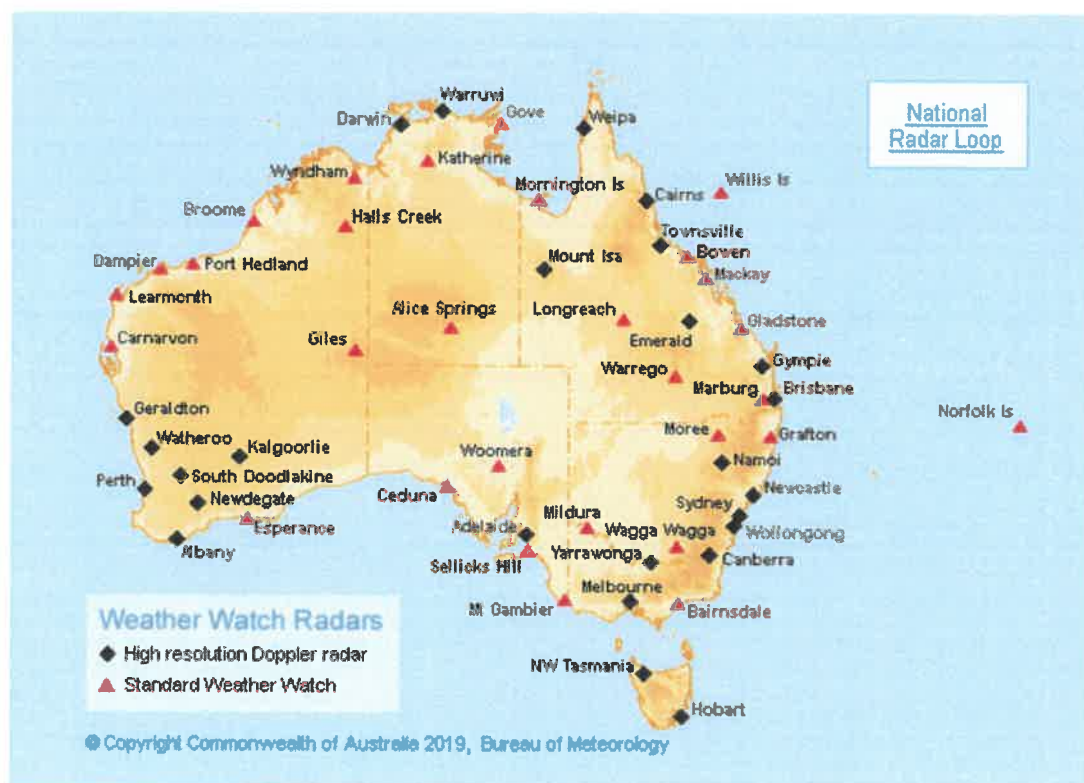 Warruwi
Darwin
Gove
Weipa
National
Radar Loop
Katherine
Wyndham
Mornington Is
Willis Is
Cairns
Broome
Halls Creek
Townsville
Bowen
Mount Isa
Dampier
Port Hedland
Mackay
Learmonth
Alice Springs
Longreach
Gladstone
Carnarvon
Giles
Emerald
Gympie
Warrego
Marburg
Brisbane
Geraldton
Norfolk Is
Moree
Grafton
Watheroo
Kalgoorlie
Woomera
Namoi
South Doodlakine
Perth
Ceduna
Newcastle
Newdegate
Sydney
Mildura
Esperance
Adelaide
Wagga Wagga
Wollongong
Albany
Yarrawonga
Canberra
Sellicks Hill
Melbourne
Mt Gambier
Bairnsdale
Weather Watch Radars
High resolution Doppler radar
Standard Weather Watch
NW Tasmania
Hobart
© Copyright Commonwealth of Australia 2019, Bureau of Meteorology